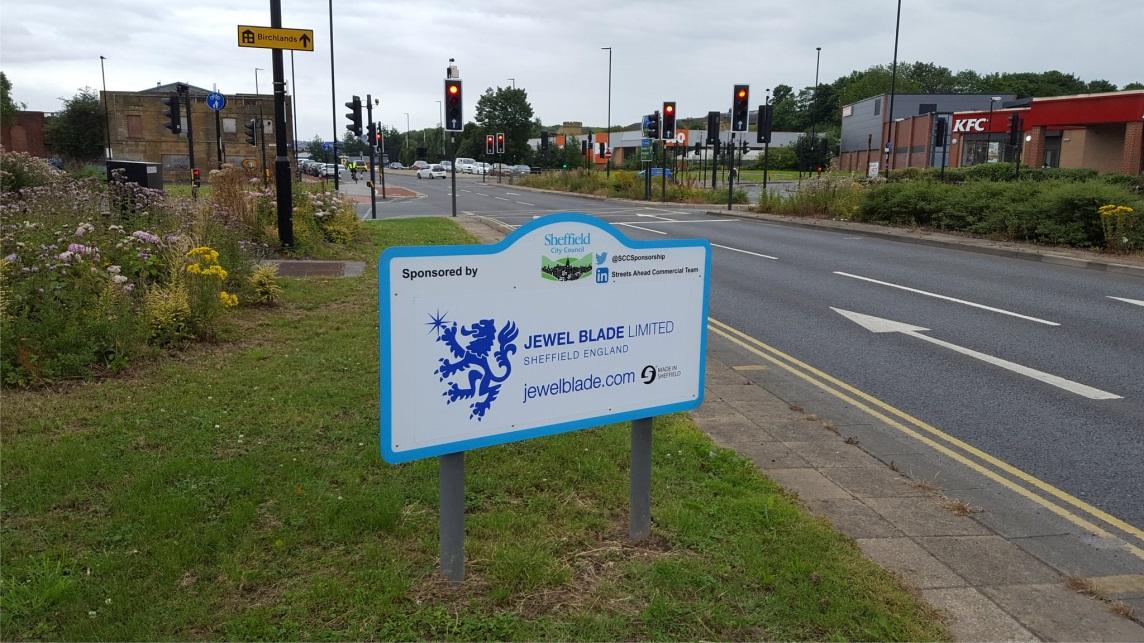 Birchlands
KFC
Sheffield
City Council
Sponsored by
@SCCSponsorship
in Streets Ahead Commercial Team
JEWEL BLADE LIMITED
SHEFFIELD ENGLAND
jewelblade.com
MADE IN
SHEFFIELD